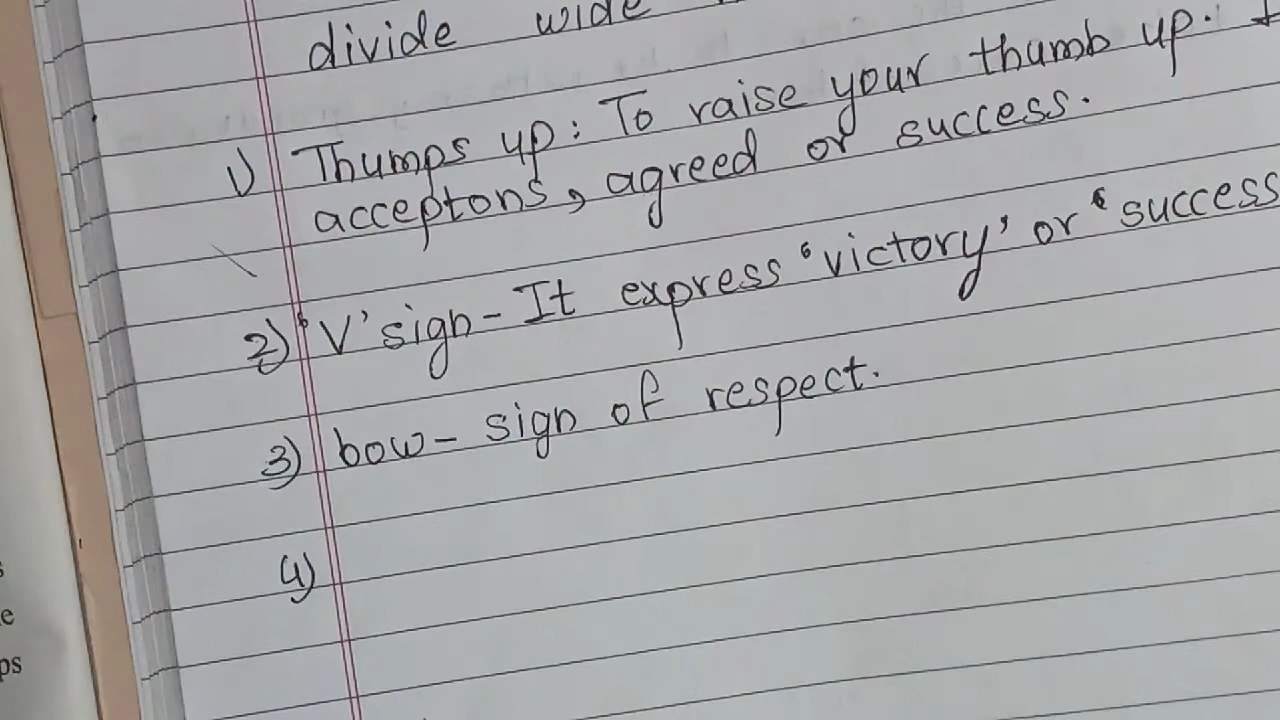 divide wide
1) Thumps up: To raise your thumb up.
acceptons, agreed or success.
2) 'V' sign - It express 'victory' or 'success
3) bow - sign of respect.
4)
s
e
ps